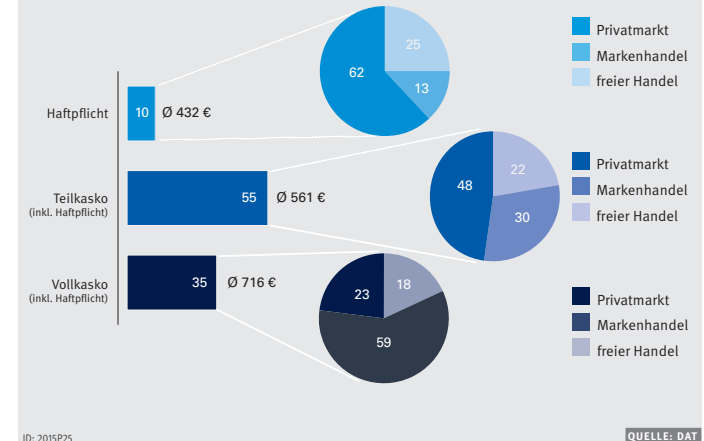 25
62
13
Privatmarkt
Markenhandel
freier Handel
Haftpflicht
10
Ø 432 €
22
48
30
Privatmarkt
Markenhandel
freier Handel
Teilkasko
(inkl. Haftpflicht)
55
Ø 561 €
Vollkasko
(inkl. Haftpflicht)
35
Ø 716 €
18
23
59
Privatmarkt
Markenhandel
freier Handel
ID: 2015P25
QUELLE: DAT